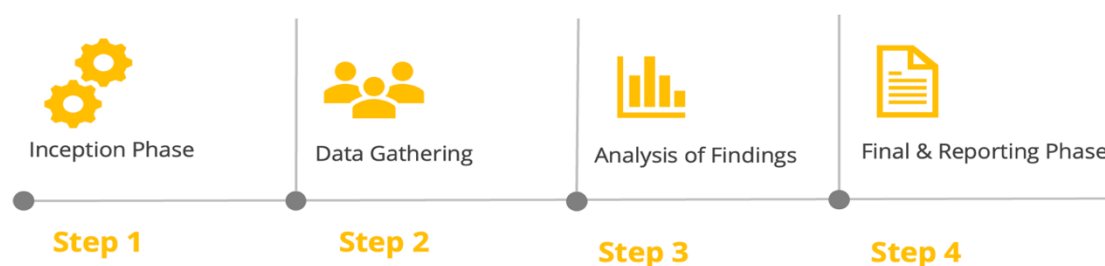 Inception Phase
Data Gathering
Analysis of Findings
Final & Reporting Phase
Step 1
Step 2
Step 3
Step 4